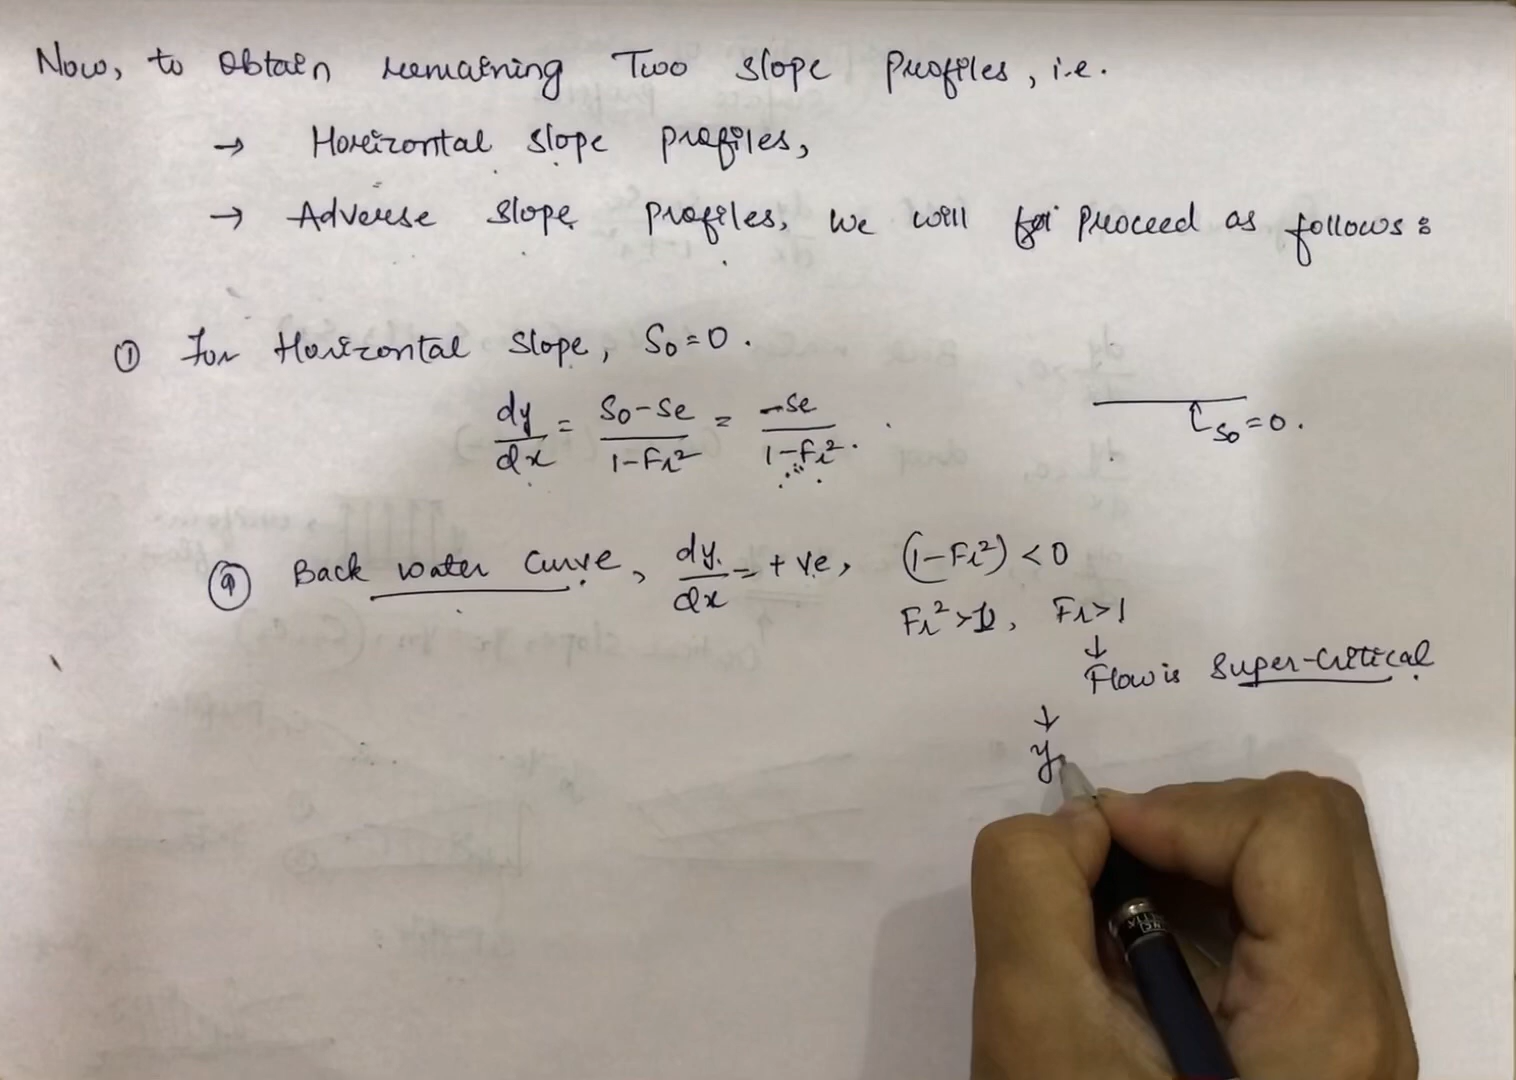 Now, to Obtain remaining Two slope Profiles, i.e.
→ Horizontal slope profiles,
→ Adverse slope profiles, we will proceed as follows:
① For Horizontal slope, So=0.
dy/dx = So-Se/1-Fr² = -Se/1-Fr².
So=0.
ⓐ Back water Curve, dy/dx = +ve, (1-Fr²) < 0
Fr² > 1, Fr > 1
↓
Flow is Super-Critical
↓
y